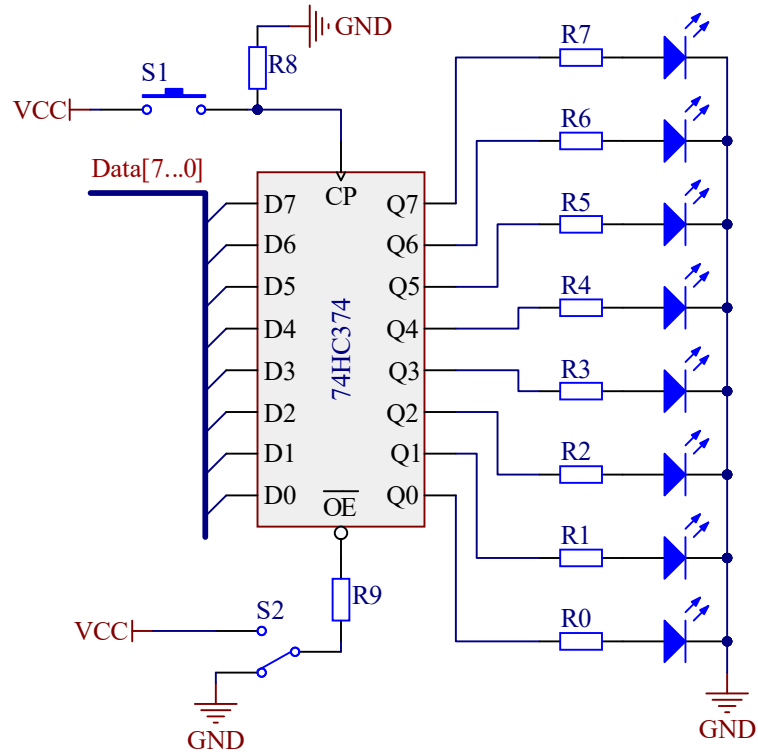 GND
R8
S1
VCC
Data[7...0]
CP
D7
D6
D5
D4
D3
D2
D1
D0
74HC374
Q7
Q6
Q5
Q4
Q3
Q2
Q1
Q0
OE
R7
R6
R5
R4
R3
R2
R1
R0
R9
S2
VCC
GND
GND